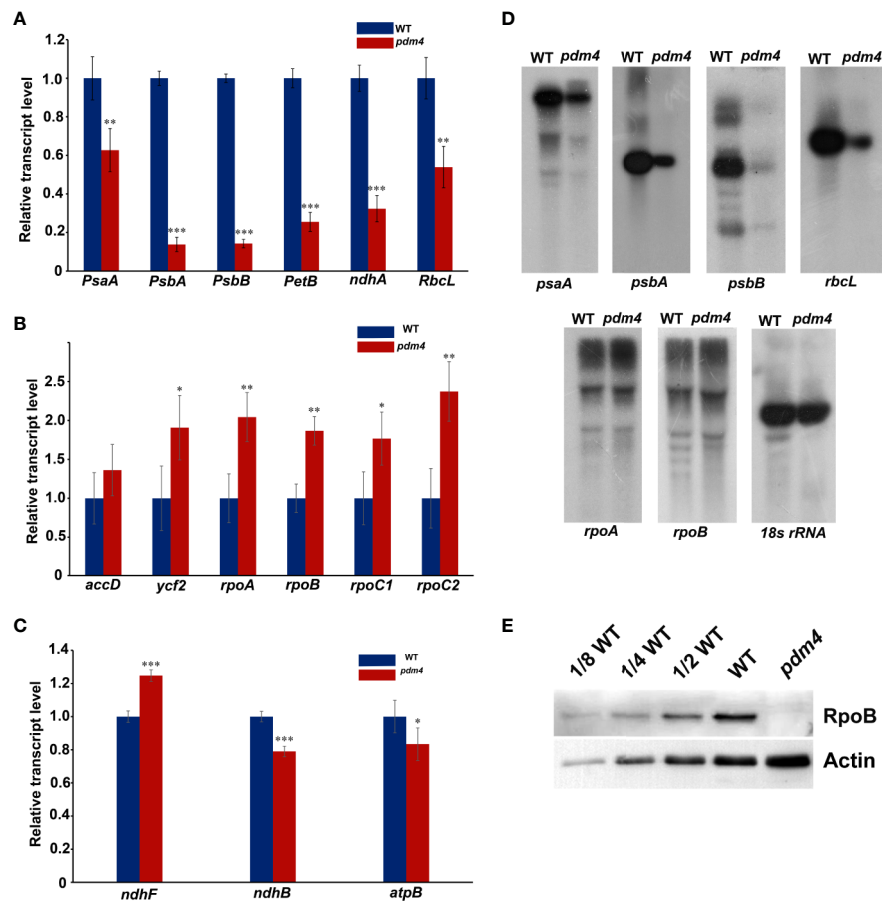 A
WT
pdm4
Relative transcript level
1.0
0.8
0.6
0.4
0.2
0
**
***
***
***
***
**
PsaA PsbA PsbB PetB ndhA RbcL
B
WT
pdm4
Relative transcript level
2.5
2.0
1.5
1.0
0.5
0
*
**
**
*
**
accD ycf2 rpoA rpoB rpoC1 rpoC2
C
WT
pdm4
Relative transcript level
1.4
1.2
1.0
0.8
0.6
0.4
0.2
0
***
***
*
ndhF ndhB atpB
D
WT pdm4 WT pdm4 WT pdm4 WT pdm4
psaA psbA psbB rbcL
WT pdm4 WT pdm4 WT pdm4
rpoA rpoB 18s rRNA
E
1/8 WT 1/4 WT 1/2 WT WT pdm4
RpoB
Actin